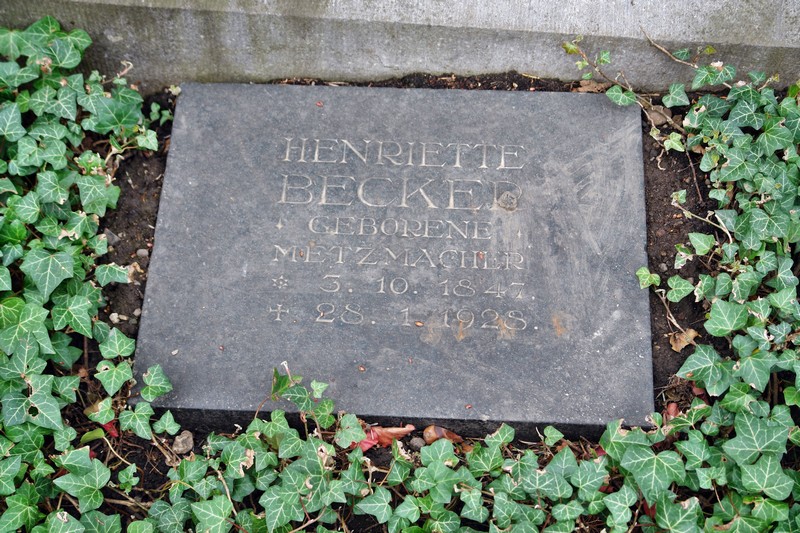 HENRIETTE
BECKER
GEBORENE
METZMACHER
* 3. 10. 1847
✝ 28. 1. 1928